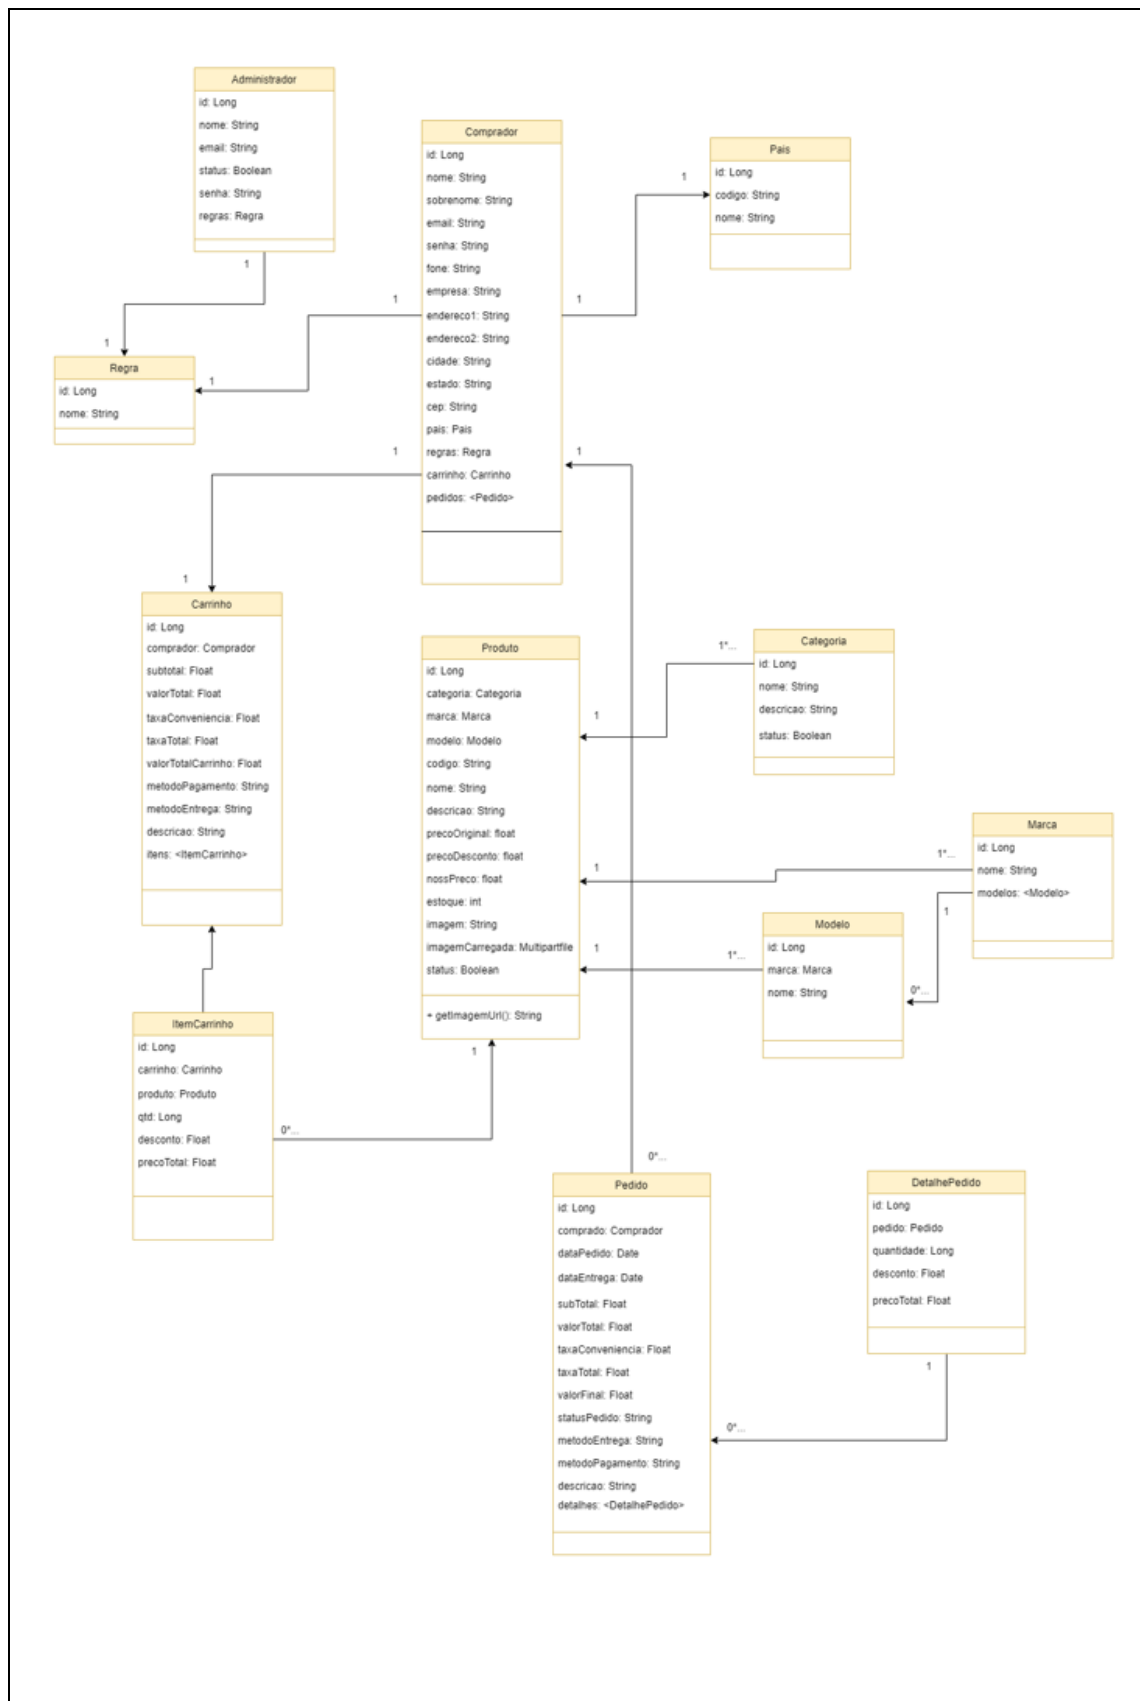 Administrador
id: Long
nome: String
email: String
status: Boolean
senha: String
regras: Regra
1
1
Regra
id: Long
nome: String
1
1
Comprador
id: Long
nome: String
sobrenome: String
email: String
senha: String
fone: String
empresa: String
endereco1: String
endereco2: String
cidade: String
estado: String
cep: String
pais: Pais
regras: Regra
carrinho: Carrinho
pedidos: <Pedido>
1
1
Pais
id: Long
codigo: String
nome: String
1
1
1
Carrinho
id: Long
comprador: Comprador
subtotal: Float
valorTotal: Float
taxaConveniencia: Float
taxaTotal: Float
valorTotalCarrinho: Float
metodoPagamento: String
metodoEntrega: String
descricao: String
itens: <ItemCarrinho>
Produto
id: Long
categoria: Categoria
marca: Marca
modelo: Modelo
codigo: String
nome: String
descricao: String
precoOriginal: float
precoDesconto: float
nossPreco: float
estoque: int
imagem: String
imagemCarregada: Multipartfile
status: Boolean
+ getImagemUrl(): String
1
1*...
Categoria
id: Long
nome: String
descricao: String
status: Boolean
1
1*...
Marca
id: Long
nome: String
modelos: <Modelo>
1
0*...
1
1*...
Modelo
id: Long
marca: Marca
nome: String
ItemCarrinho
id: Long
carrinho: Carrinho
produto: Produto
qtd: Long
desconto: Float
precoTotal: Float
0*...
1
0*...
Pedido
id: Long
comprado: Comprador
dataPedido: Date
dataEntrega: Date
subTotal: Float
valorTotal: Float
taxaConveniencia: Float
taxaTotal: Float
valorFinal: Float
statusPedido: String
metodoEntrega: String
metodoPagamento: String
descricao: String
detalhes: <DetalhePedido>
DetalhePedido
id: Long
pedido: Pedido
quantidade: Long
desconto: Float
precoTotal: Float
1
0*...